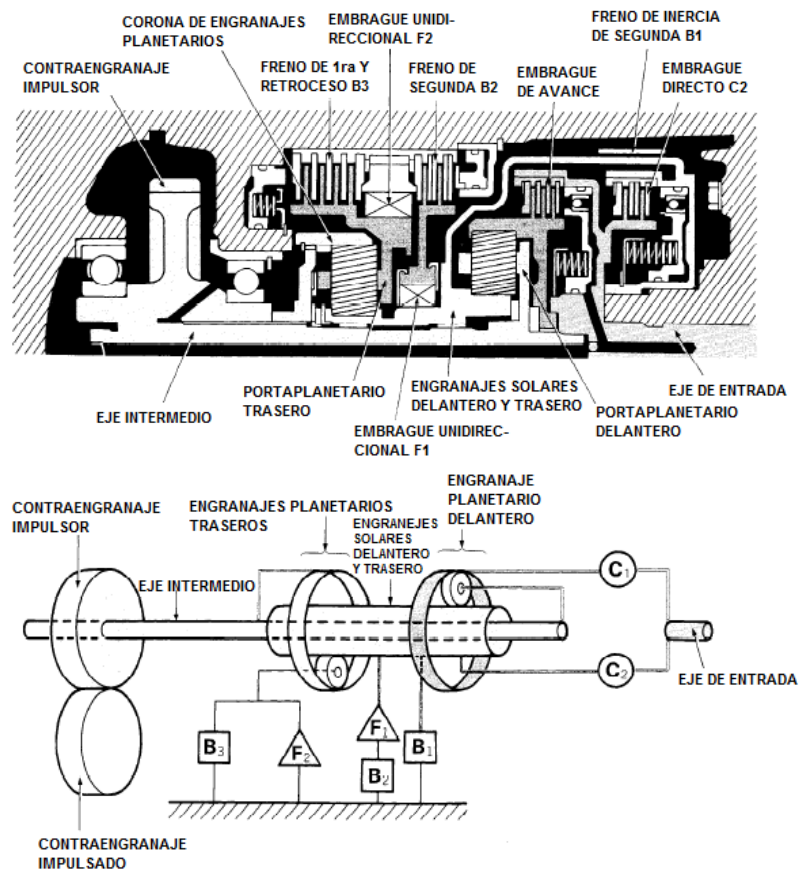 CORONA DE ENGRANAJES
PLANETARIOS
EMBRAGUE UNIDI-
RECCIONAL F2
FRENO DE INERCIA
DE SEGUNDA B1
CONTRAENGRANAJE
IMPULSOR
FRENO DE 1ra Y
RETROCESO B3
FRENO DE
SEGUNDA B2
EMBRAGUE
DE AVANCE
EMBRAGUE
DIRECTO C2
EJE INTERMEDIO
PORTAPLANETARIO
TRASERO
EMBRAGUE UNIDIREC-
CIONAL F1
ENGRANAJES SOLARES
DELANTERO Y TRASERO
PORTAPLANETARIO
DELANTERO
EJE DE ENTRADA
CONTRAENGRANAJE
IMPULSOR
EJE INTERMEDIO
ENGRANAJES PLANETARIOS
TRASEROS
ENGRANEJES
SOLARES
DELANTERO
Y TRASERO
ENGRANAJE
PLANETARIO
DELANTERO
C1
C2
EJE DE ENTRADA
B3
F2
F1
B2
B1
CONTRAENGRANAJE
IMPULSADO